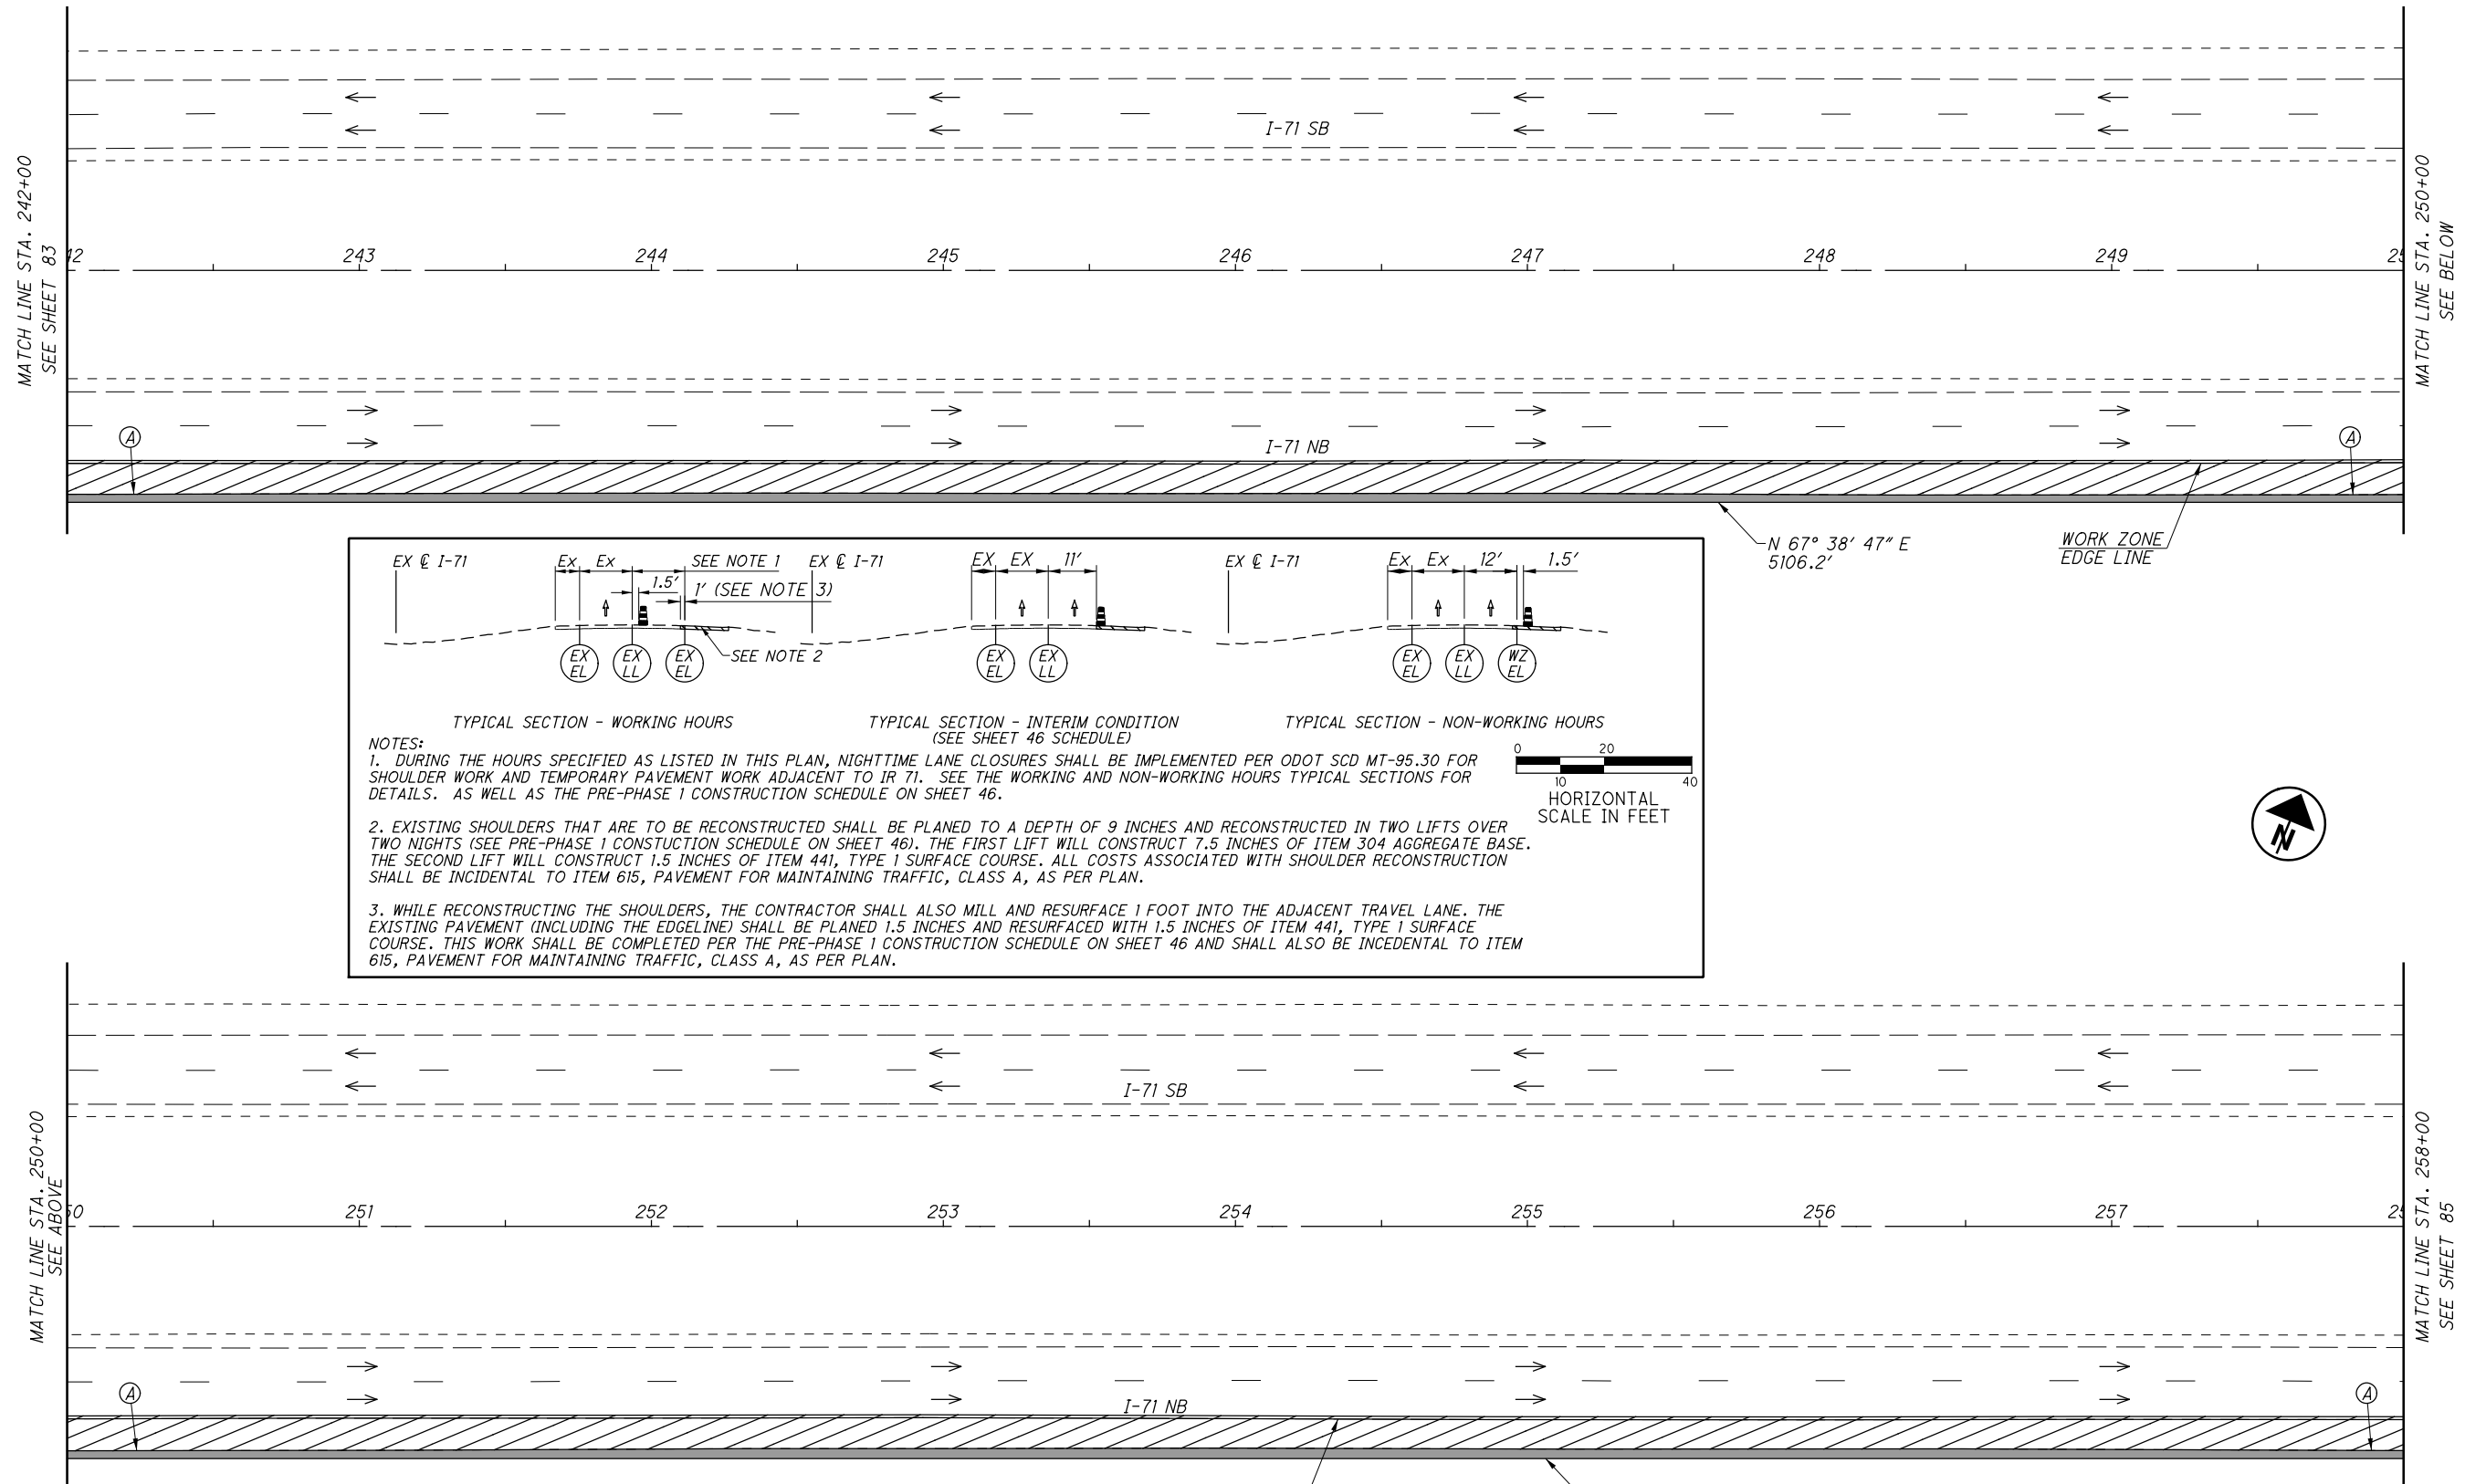 I-71 SB
MATCH LINE STA. 242+00
SEE SHEET 83
MATCH LINE STA. 250+00
SEE BELOW
42 243 244 245 246 247 248 249
A A
I-71 NB
N 67° 38' 47" E
5106.2'
WORK ZONE
EDGE LINE
EX ℄ I-71 Ex Ex SEE NOTE 1
1.5'
1' (SEE NOTE 3)
SEE NOTE 2
EX EL EX LL EX EL
TYPICAL SECTION - WORKING HOURS
EX ℄ I-71 EX EX 11'
EX EL EX LL
TYPICAL SECTION - INTERIM CONDITION
(SEE SHEET 46 SCHEDULE)
EX ℄ I-71 Ex Ex 12' 1.5'
EX EL EX LL WZ EL
TYPICAL SECTION - NON-WORKING HOURS
0 20
10 40
HORIZONTAL
SCALE IN FEET
N
NOTES:
1. DURING THE HOURS SPECIFIED AS LISTED IN THIS PLAN, NIGHTTIME LANE CLOSURES SHALL BE IMPLEMENTED PER ODOT SCD MT-95.30 FOR
SHOULDER WORK AND TEMPORARY PAVEMENT WORK ADJACENT TO IR 71. SEE THE WORKING AND NON-WORKING HOURS TYPICAL SECTIONS FOR
DETAILS. AS WELL AS THE PRE-PHASE 1 CONSTRUCTION SCHEDULE ON SHEET 46.
2. EXISTING SHOULDERS THAT ARE TO BE RECONSTRUCTED SHALL BE PLANED TO A DEPTH OF 9 INCHES AND RECONSTRUCTED IN TWO LIFTS OVER
TWO NIGHTS (SEE PRE-PHASE 1 CONSTUCTION SCHEDULE ON SHEET 46). THE FIRST LIFT WILL CONSTRUCT 7.5 INCHES OF ITEM 304 AGGREGATE BASE.
THE SECOND LIFT WILL CONSTRUCT 1.5 INCHES OF ITEM 441, TYPE 1 SURFACE COURSE. ALL COSTS ASSOCIATED WITH SHOULDER RECONSTRUCTION
SHALL BE INCIDENTAL TO ITEM 615, PAVEMENT FOR MAINTAINING TRAFFIC, CLASS A, AS PER PLAN.
3. WHILE RECONSTRUCTING THE SHOULDERS, THE CONTRACTOR SHALL ALSO MILL AND RESURFACE 1 FOOT INTO THE ADJACENT TRAVEL LANE. THE
EXISTING PAVEMENT (INCLUDING THE EDGELINE) SHALL BE PLANED 1.5 INCHES AND RESURFACED WITH 1.5 INCHES OF ITEM 441, TYPE 1 SURFACE
COURSE. THIS WORK SHALL BE COMPLETED PER THE PRE-PHASE 1 CONSTRUCTION SCHEDULE ON SHEET 46 AND SHALL ALSO BE INCEDENTAL TO ITEM
615, PAVEMENT FOR MAINTAINING TRAFFIC, CLASS A, AS PER PLAN.
I-71 SB
MATCH LINE STA. 250+00
SEE ABOVE
MATCH LINE STA. 258+00
SEE SHEET 85
50 251 252 253 254 255 256 257
A A
I-71 NB